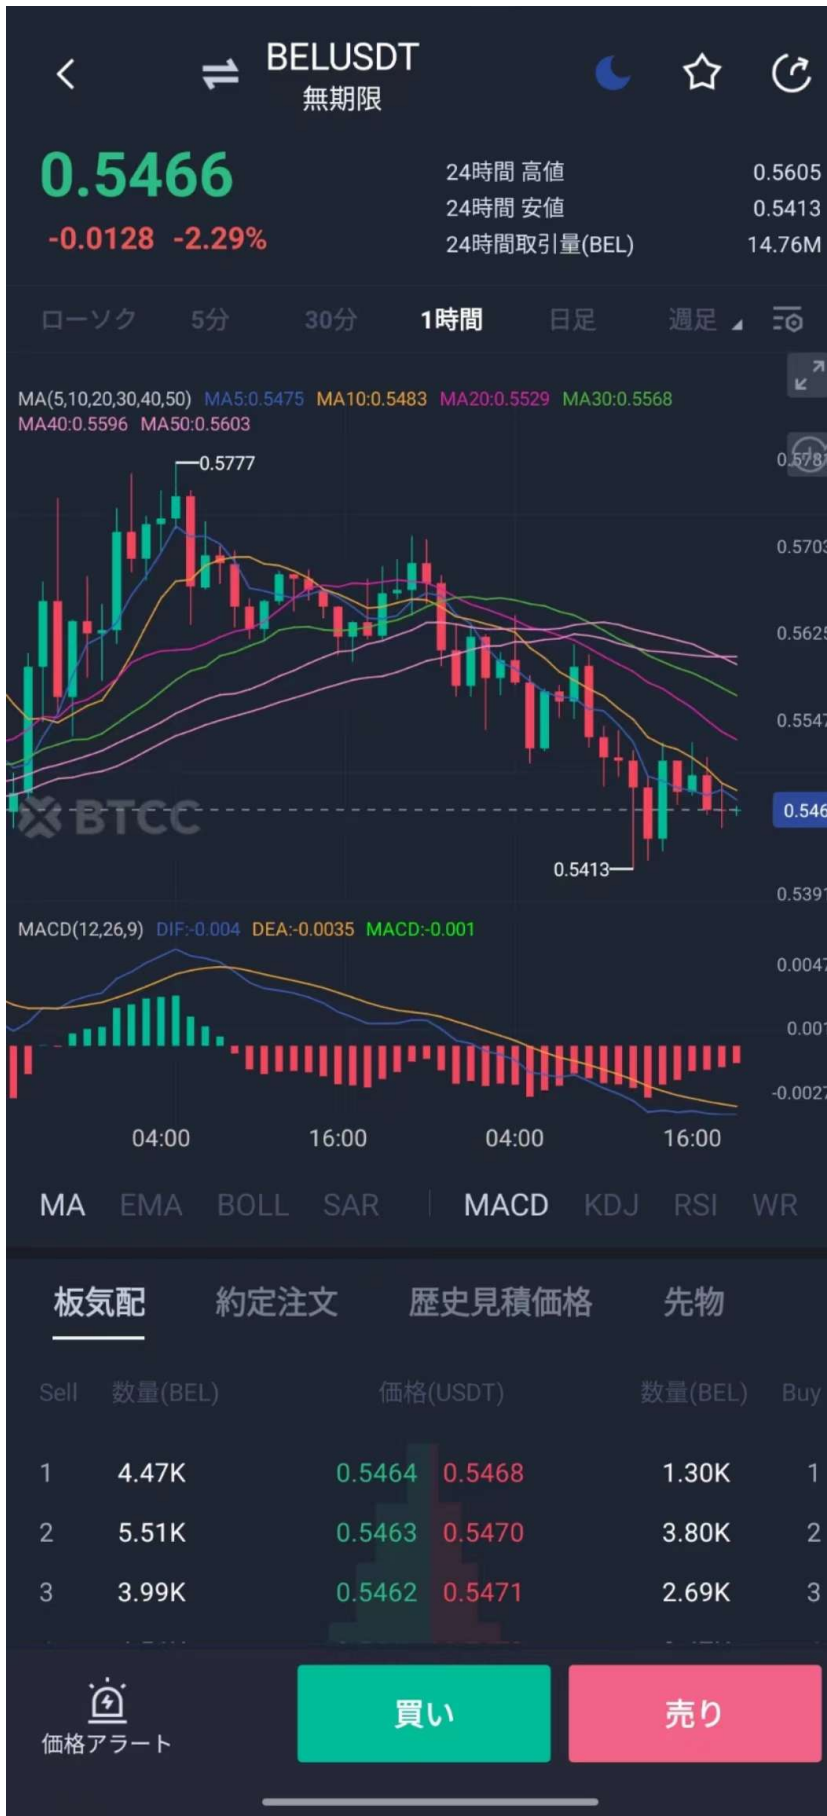 BELUSDT
無期限
0.5466
-0.0128 -2.29%
24時間 高値 0.5605
24時間 安値 0.5413
24時間取引量(BEL) 14.76M
ローソク 5分 30分 1時間 日足 週足
MA(5,10,20,30,40,50) MA5:0.5475 MA10:0.5483 MA20:0.5529 MA30:0.5568
MA40:0.5596 MA50:0.5603
0.5777
0.5703
0.5625
0.5547
BTCC
0.546
0.5413
0.5391
MACD(12,26,9) DIF:-0.004 DEA:-0.0035 MACD:-0.001
0.0047
0.001
-0.0027
04:00 16:00 04:00 16:00
MA EMA BOLL SAR MACD KDJ RSI WR
板気配 約定注文 歴史見積価格 先物
Sell 数量(BEL) 価格(USDT) 数量(BEL) Buy
1 4.47K 0.5464 0.5468 1.30K 1
2 5.51K 0.5463 0.5470 3.80K 2
3 3.99K 0.5462 0.5471 2.69K 3
価格アラート
買い
売り